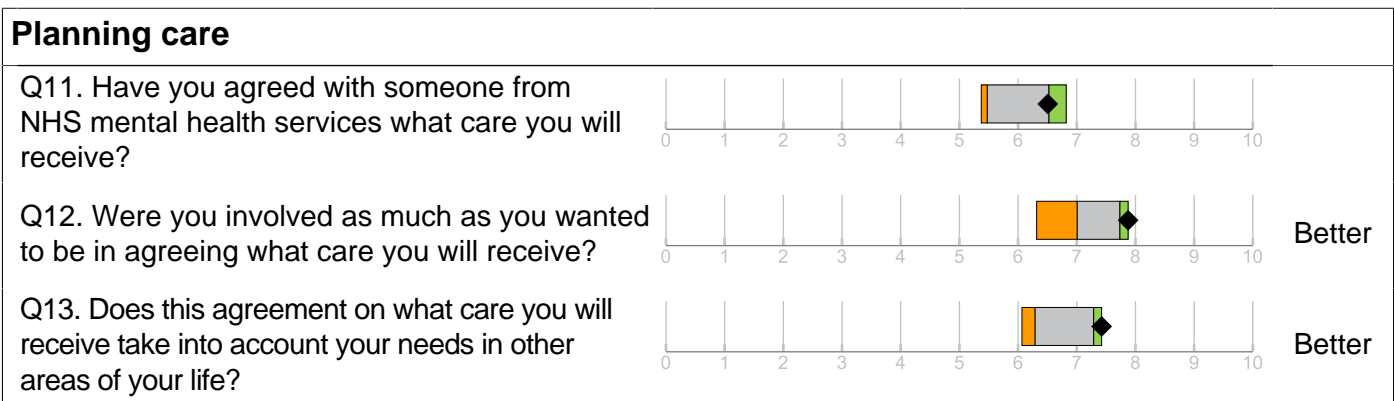 Planning care
Q11. Have you agreed with someone from
NHS mental health services what care you will
receive?
0 1 2 3 4 5 6 7 8 9 10
Q12. Were you involved as much as you wanted
to be in agreeing what care you will receive?
Better
0 1 2 3 4 5 6 7 8 9 10
Q13. Does this agreement on what care you will
receive take into account your needs in other
areas of your life?
Better
0 1 2 3 4 5 6 7 8 9 10